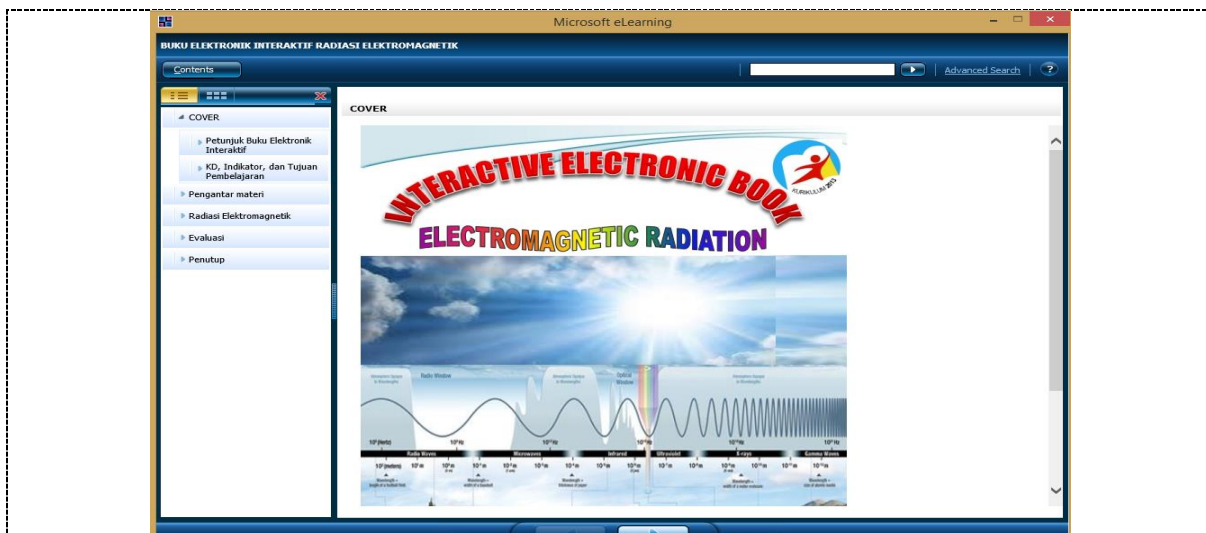 Microsoft eLearning
BUKU ELEKTRONIK INTERAKTIF RADIASI ELEKTROMAGNETIK
Contents
Advanced Search
?
COVER
Petunjuk Buku Elektronik
Interaktif
KD, Indikator, dan Tujuan
Pembelajaran
Pengantar materi
Radiasi Elektromagnetik
Evaluasi
Penutup
COVER
INTERACTIVE ELECTRONIC BOOK
KURIKULUM 2013
ELECTROMAGNETIC RADIATION
Radio Window
Optical
Window
Radio Waves Microwaves Infrared Ultraviolet X-rays Gamma Waves